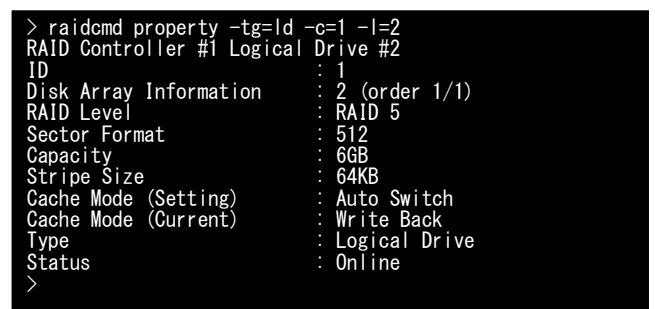 > raidcmd property -tg=ld -c=1 -l=2
RAID Controller #1 Logical Drive #2
ID : 1
Disk Array Information : 2 (order 1/1)
RAID Level : RAID 5
Sector Format : 512
Capacity : 6GB
Stripe Size : 64KB
Cache Mode (Setting) : Auto Switch
Cache Mode (Current) : Write Back
Type : Logical Drive
Status : Online
>